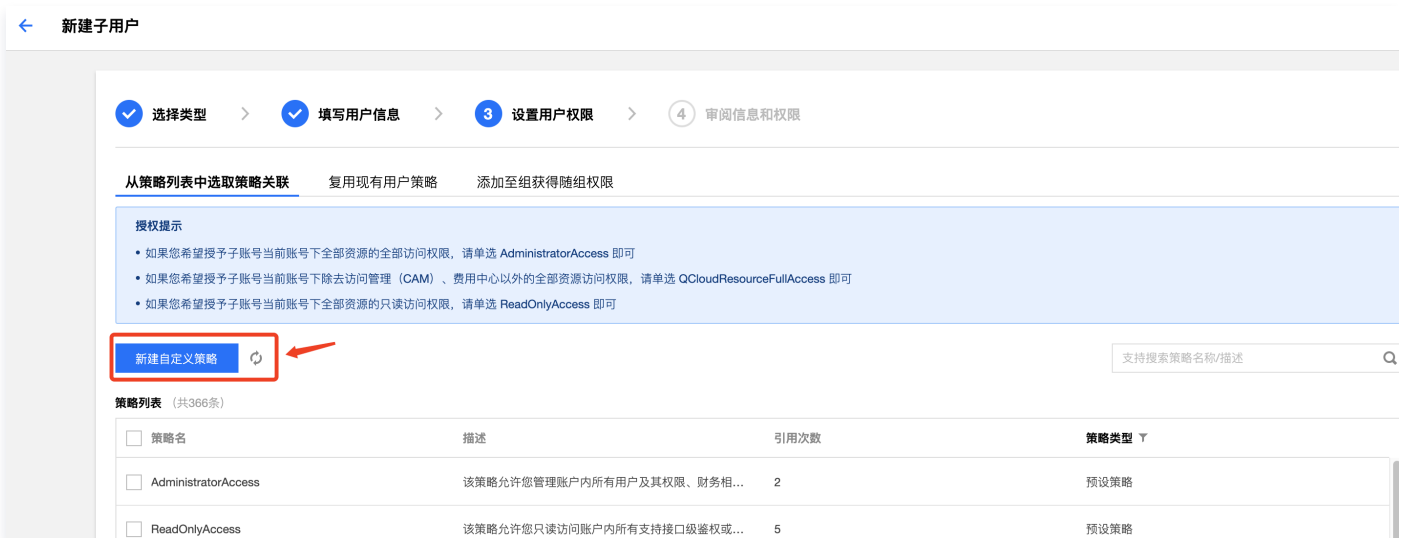 新建子用户
选择类型 填写用户信息 3 设置用户权限 4 审阅信息和权限
从策略列表中选取策略关联 复用现有用户策略 添加至组获得随组权限
授权提示
• 如果您希望授予子账号当前账号下全部资源的全部访问权限，请单选 AdministratorAccess 即可
• 如果您希望授予子账号当前账号下除去访问管理（CAM）、费用中心以外的全部资源访问权限，请单选 QCloudResourceFullAccess 即可
• 如果您希望授予子账号当前账号下全部资源的只读访问权限，请单选 ReadOnlyAccess 即可
新建自定义策略 支持搜索策略名称/描述
策略列表 （共366条）
策略名 描述 引用次数 策略类型
AdministratorAccess 该策略允许您管理账户内所有用户及其权限、财务相... 2 预设策略
ReadOnlyAccess 该策略允许您只读访问账户内所有支持接口级鉴权或... 5 预设策略